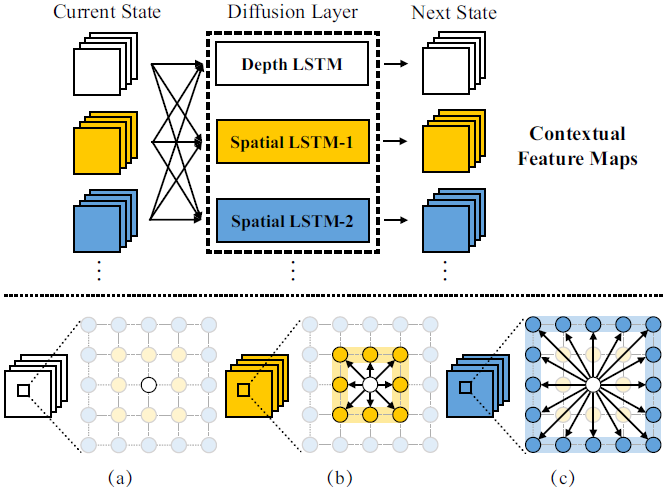 Current State
Diffusion Layer
Next State
Depth LSTM
Spatial LSTM-1
Spatial LSTM-2
Contextual
Feature Maps
(a)
(b)
(c)